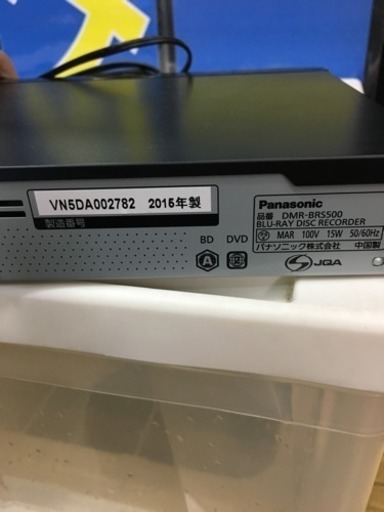 VN5DA002782 2015年製
製造番号
Panasonic
品番 DMR-BRS500
BLU-RAY DISC RECORDER
MAR 100V 15W 50/60Hz
パナソニック株式会社 中国製
BD DVD
A
JQA